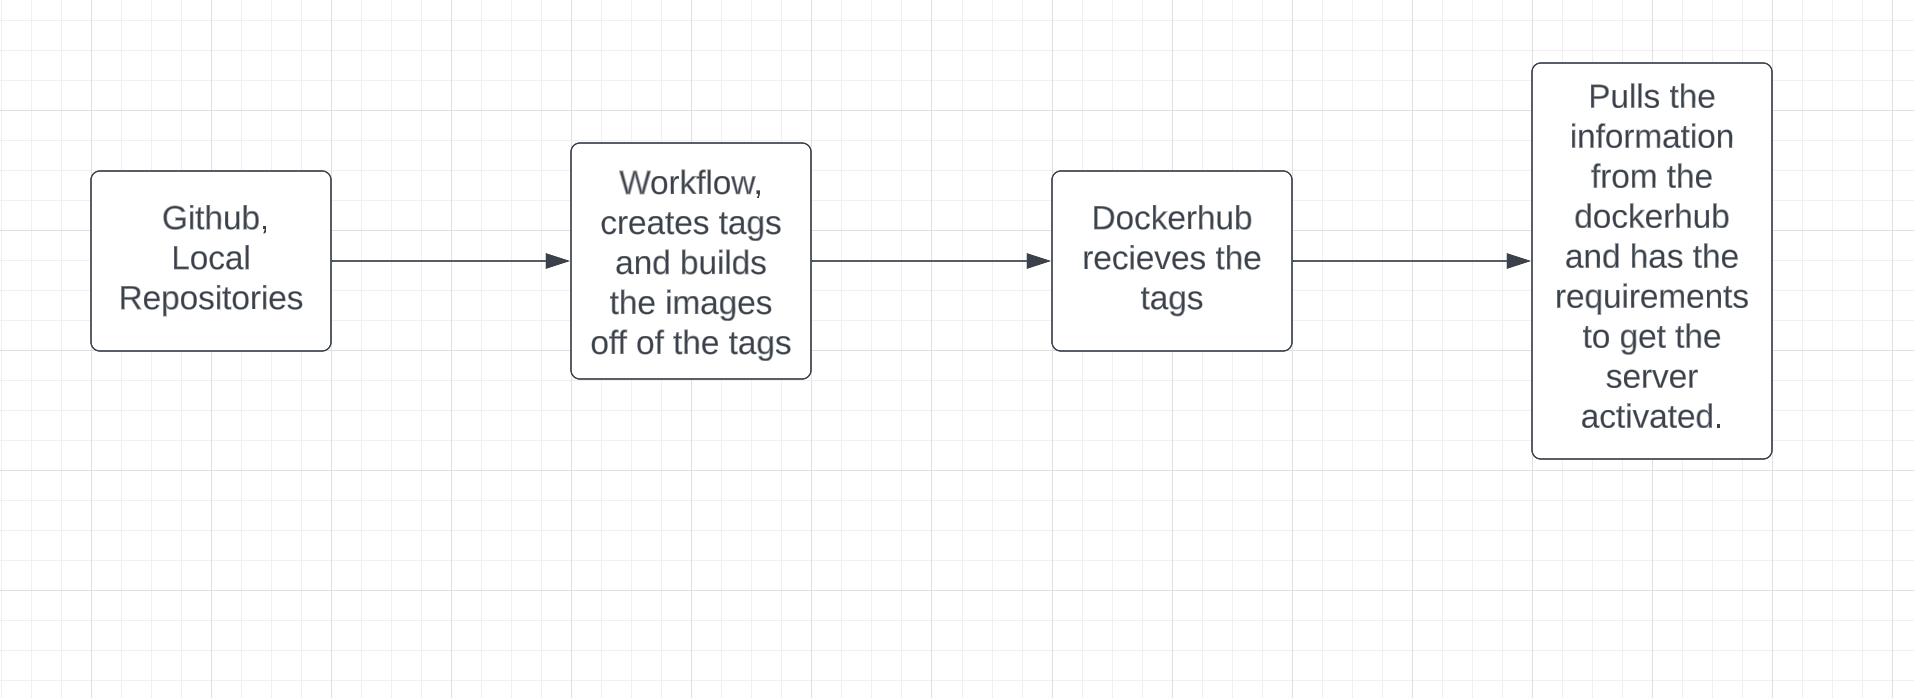 Github,
Local
Repositories
Workflow,
creates tags
and builds
the images
off of the tags
Dockerhub
recieves the
tags
Pulls the
information
from the
dockerhub
and has the
requirements
to get the
server
activated.